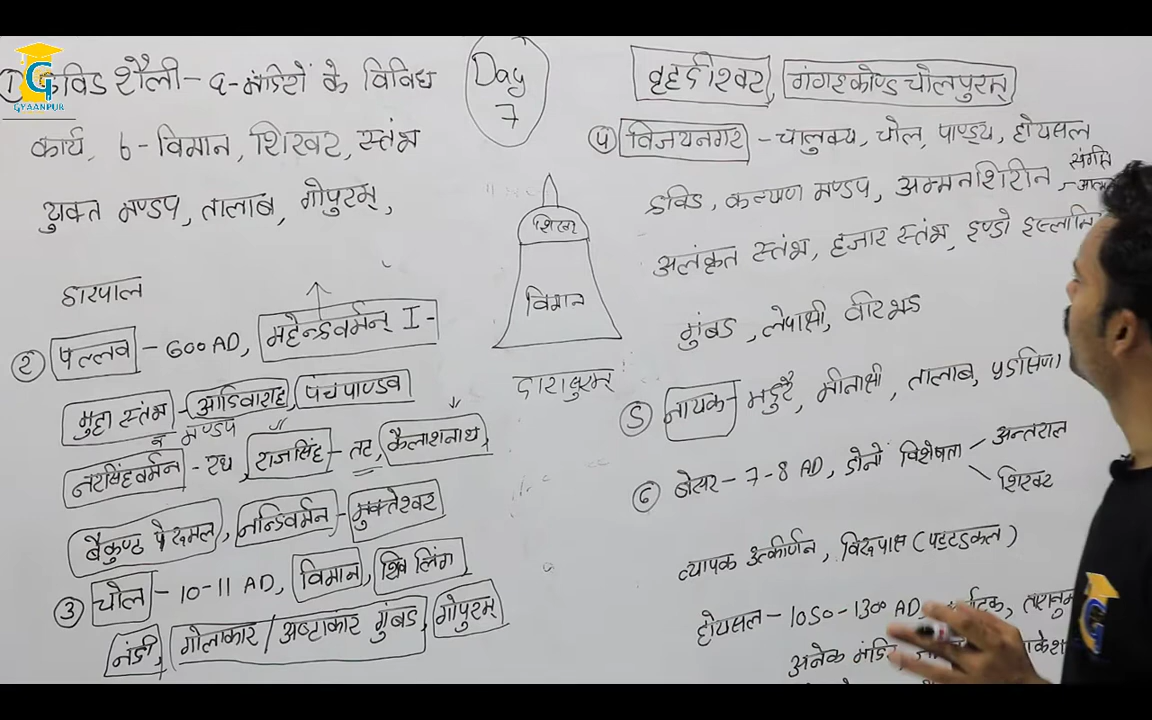 GYAANPUR
Day
7
① द्रविड शैली - a - मंदिरों के विविध
कार्य, b - विमान, शिखर, स्तंभ
युक्त मण्डप, तालाब, गोपुरम्,
द्वारपाल
② पल्लव - 600 AD, महेन्द्रवर्मन् I -
गुहा स्तंभ - आदिवाराह, पंचपाण्डव
मण्डप
नरसिंहवर्मन - रथ, राजसिंह - तट, कैलाशनाथ,
बैकुण्ठ पेरूमल, नन्दिवर्मन - मुक्तेश्वर
③ चोल - 10-11 AD, विमान, शिव लिंग
नंदी, गोलाकार / अष्टाकार गुंबद, गोपुरम्,
शिखर
विमान
दारापुरम्
वृहदीश्वर, गंगइकोण्ड चोलपुरम्
④ विजयनगर - चालुक्य, चोल, पाण्ड्य, होयसल
द्रविड, कल्याण मण्डप, अम्मनशिरीन
संगीत
अलंकृत स्तंभ, हजार स्तंभ, इण्डो
गुंबद, लेपाक्षी, वीरभद्र
⑤ नायक - मदुरै, मीनाक्षी, तालाब, प्रदक्षिणा
⑥ बेसर - 7-8 AD, दोनों विशेषता
अन्तराल
शिखर
व्यापक उत्कीर्णन, विरूपाक्ष (पट्टडकल)
होयसल - 1050-1300 AD,
अनेक मंदिर,